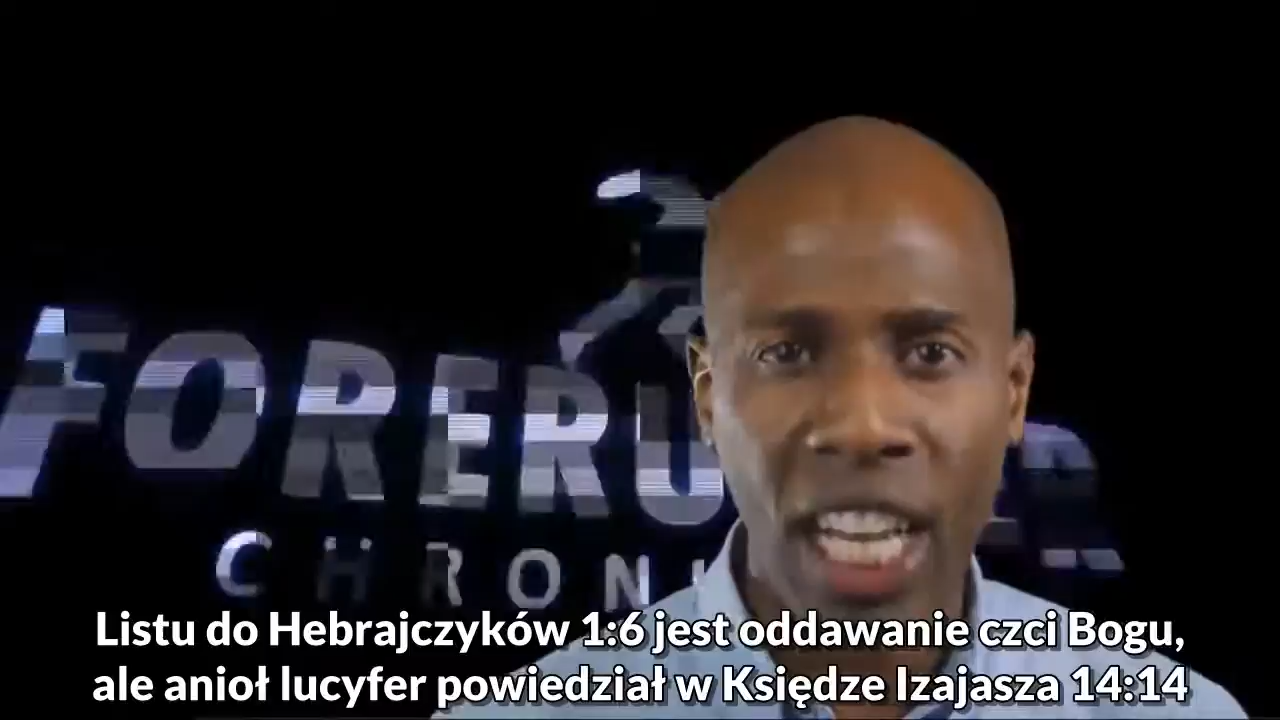 FORERU
CHRON
Listu do Hebrajczyków 1:6 jest oddawanie czci Bogu,
ale anioł lucyfer powiedział w Księdze Izajasza 14:14